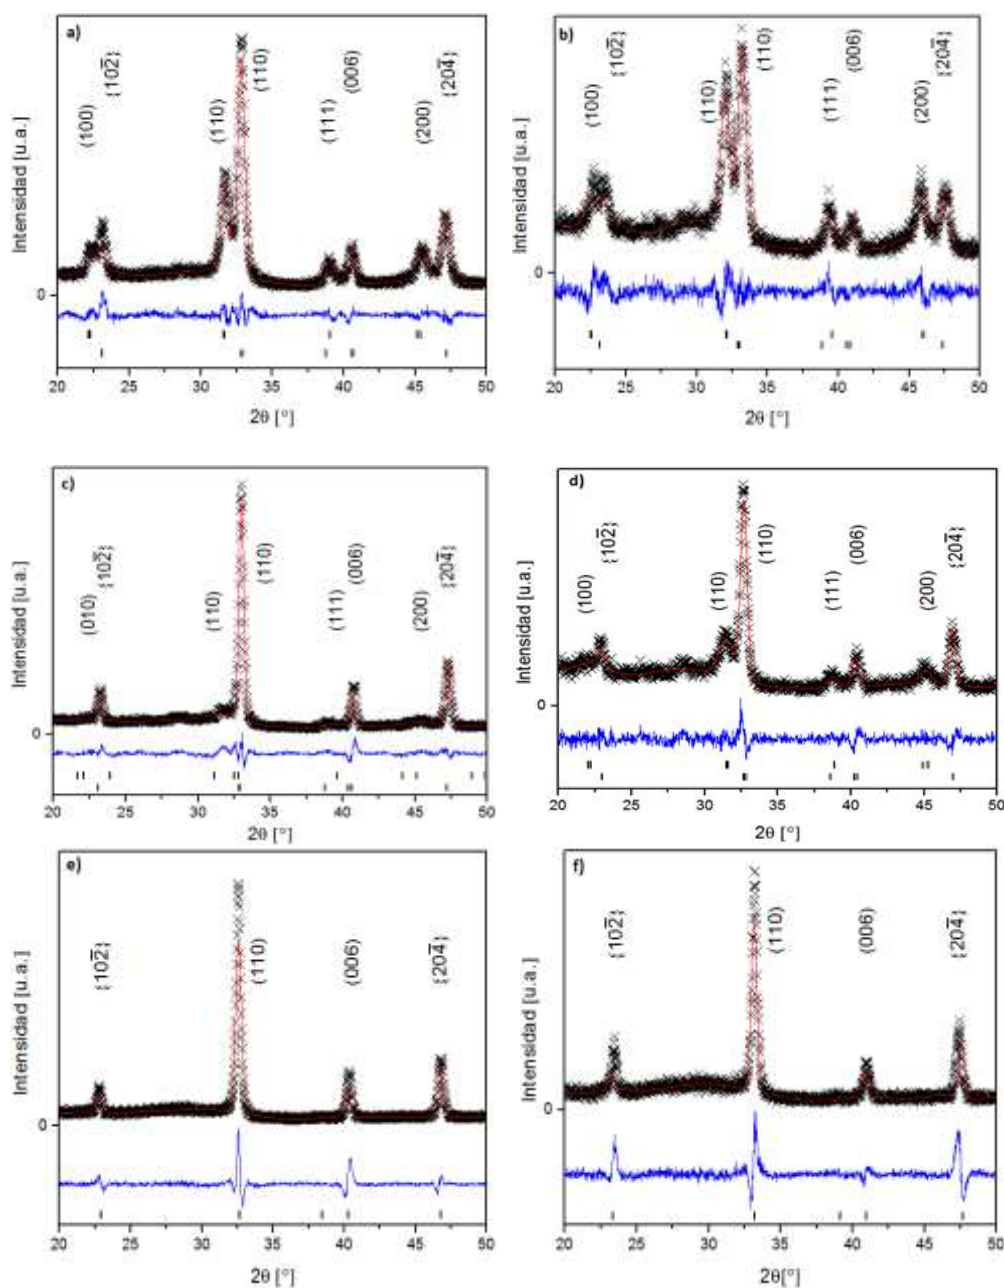 a)
(100)
{102̅}
(110)
(110)
(111)
(006)
(200)
{204̅}
Intensidad [u.a.]
0
20 25 30 35 40 45 50
2θ [°]
b)
(100)
{102̅}
(110)
(110)
(111)
(006)
(200)
{204̅}
Intensidad [u.a.]
0
20 25 30 35 40 45 50
2θ [°]
c)
(010)
{102̅}
(110)
(110)
(111)
(006)
(200)
{204̅}
Intensidad [u.a.]
0
20 25 30 35 40 45 50
2θ [°]
d)
(100)
{102̅}
(110)
(110)
(111)
(006)
(200)
{204̅}
Intensidad [u.a.]
0
20 25 30 35 40 45 50
2θ [°]
e)
{102̅}
(110)
(006)
{204̅}
Intensidad [u.a.]
0
20 25 30 35 40 45 50
2θ [°]
f)
{102̅}
(110)
(006)
{204̅}
Intensidad [u.a.]
0
20 25 30 35 40 45 50
2θ[°]